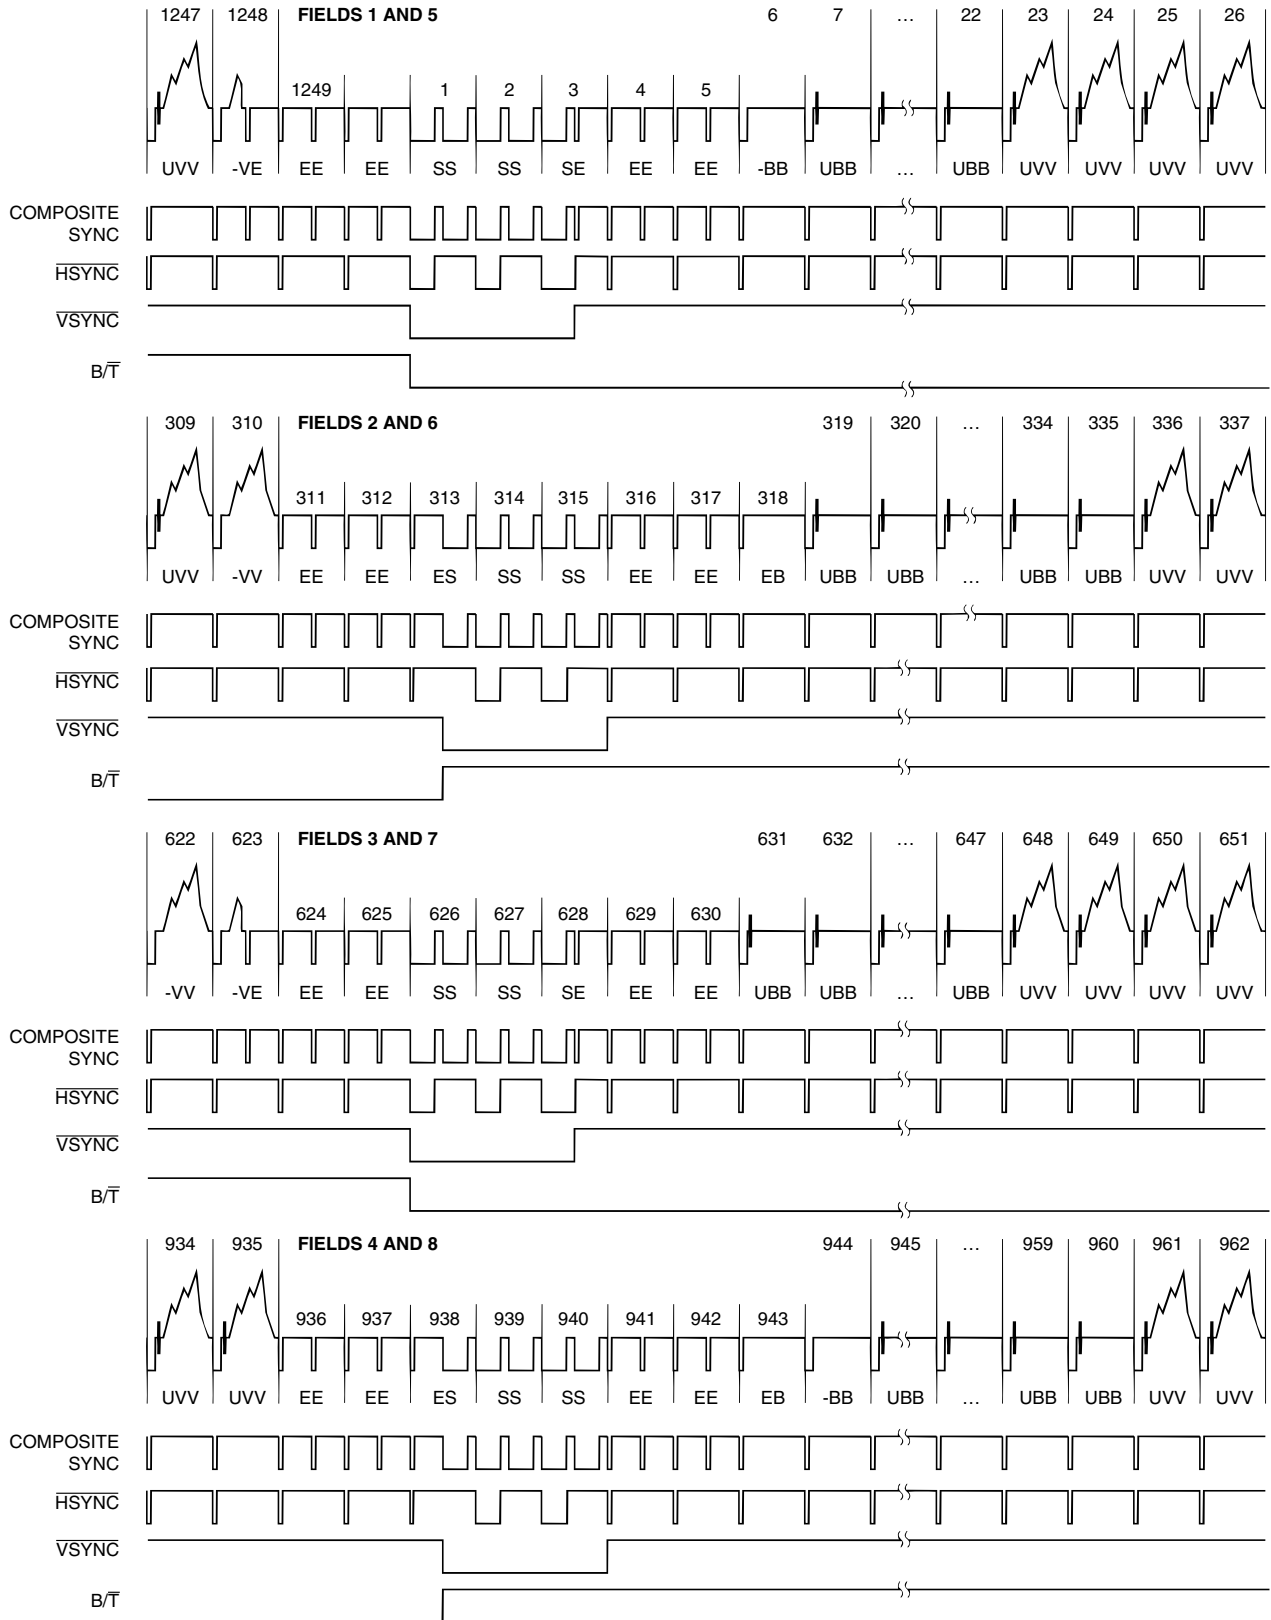 1247 1248 FIELDS 1 AND 5 6 7 ... 22 23 24 25 26
1249 1 2 3 4 5
UVV -VE EE EE SS SS SE EE EE -BB UBB ... UBB UVV UVV UVV UVV
COMPOSITE
SYNC
HSYNC
VSYNC
B/T
309 310 FIELDS 2 AND 6 319 320 ... 334 335 336 337
311 312 313 314 315 316 317 318
UVV -VV EE EE ES SS SS EE EE EB UBB UBB ... UBB UBB UVV UVV
COMPOSITE
SYNC
HSYNC
VSYNC
B/T
622 623 FIELDS 3 AND 7 631 632 ... 647 648 649 650 651
624 625 626 627 628 629 630
-VV -VE EE EE SS SS SE EE EE UBB UBB ... UBB UVV UVV UVV UVV
COMPOSITE
SYNC
HSYNC
VSYNC
B/T
934 935 FIELDS 4 AND 8 944 945 ... 959 960 961 962
936 937 938 939 940 941 942 943
UVV UVV EE EE ES SS SS EE EE EB -BB UBB ... UBB UBB UVV UVV
COMPOSITE
SYNC
HSYNC
VSYNC
B/T